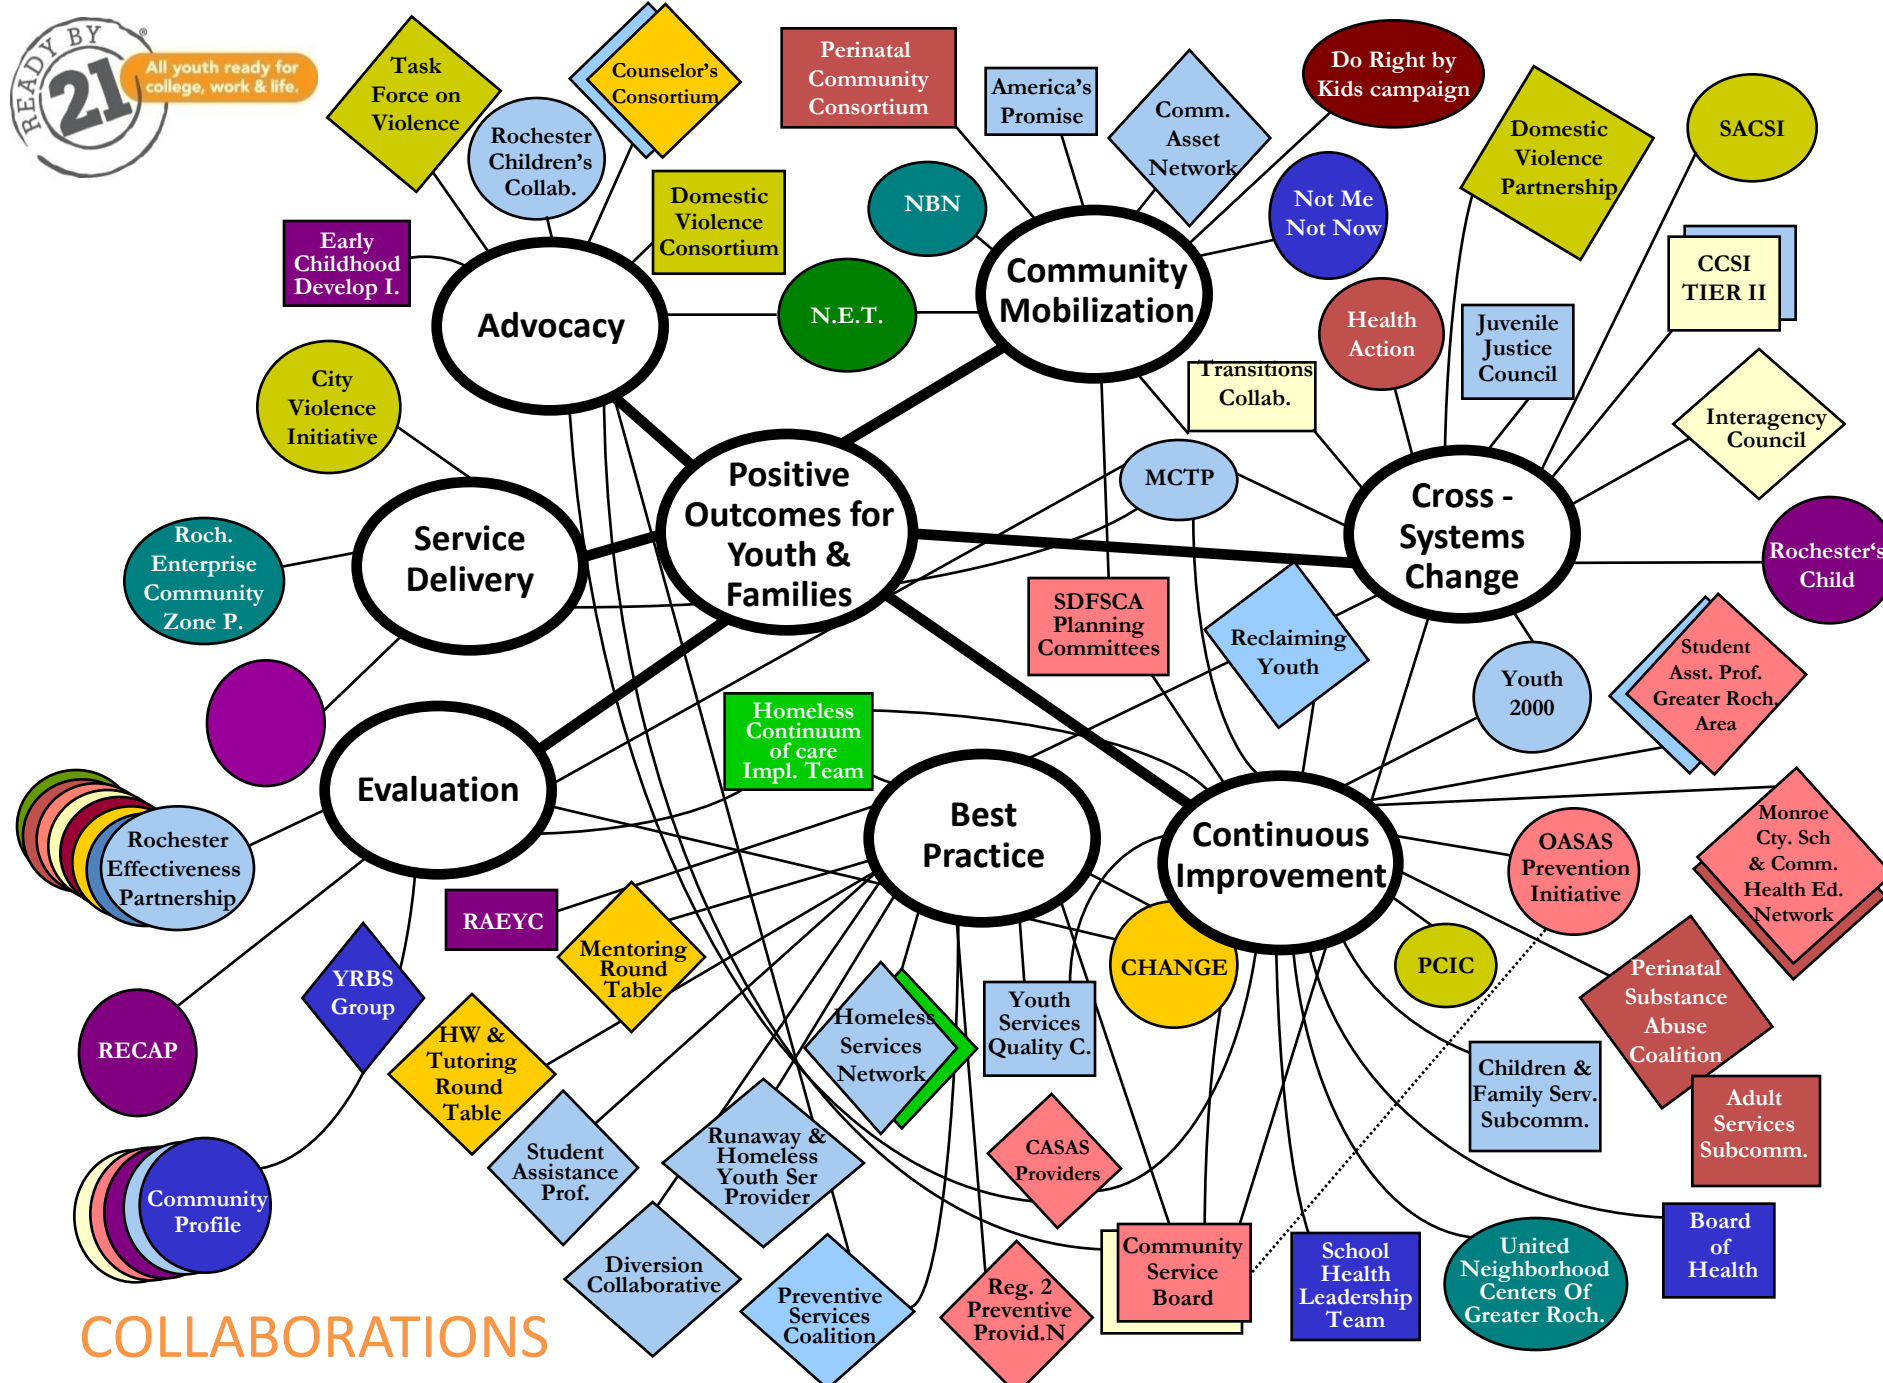 READY BY
21
®
All youth ready for
college, work & life.
Task
Force on
Violence
Rochester
Children's
Collab.
Counselor's
Consortium
Domestic
Violence
Consortium
Early
Childhood
Develop I.
Advocacy
Perinatal
Community
Consortium
America's
Promise
Comm.
Asset
Network
Do Right by
Kids campaign
NBN
Not Me
Not Now
N.E.T.
Community
Mobilization
Domestic
Violence
Partnership
SACSI
CCSI
TIER II
Health
Action
Juvenile
Justice
Council
Transitions
Collab.
Interagency
Council
City
Violence
Initiative
MCTP
Positive
Outcomes for
Youth &
Families
Cross -
Systems
Change
Service
Delivery
Roch.
Enterprise
Community
Zone P.
Rochester's
Child
SDFSCA
Planning
Committees
Reclaiming
Youth
Youth
2000
Student
Asst. Prof.
Greater Roch.
Area
Homeless
Continuum
of care
Impl. Team
Evaluation
Best
Practice
Continuous
Improvement
OASAS
Prevention
Initiative
Monroe
Cty. Sch
& Comm.
Health Ed.
Network
Rochester
Effectiveness
Partnership
RAEYC
Mentoring
Round
Table
CHANGE
PCIC
YRBS
Group
Perinatal
Substance
Abuse
Coalition
RECAP
HW &
Tutoring
Round
Table
Homeless
Services
Network
Youth
Services
Quality C.
Children &
Family Serv.
Subcomm.
Adult
Services
Subcomm.
Student
Assistance
Prof.
Runaway &
Homeless
Youth Ser
Provider
CASAS
Providers
Community
Profile
Diversion
Collaborative
Preventive
Services
Coalition
Reg. 2
Preventive
Provid.N
Community
Service
Board
School
Health
Leadership
Team
United
Neighborhood
Centers Of
Greater Roch.
Board
of
Health
COLLABORATIONS